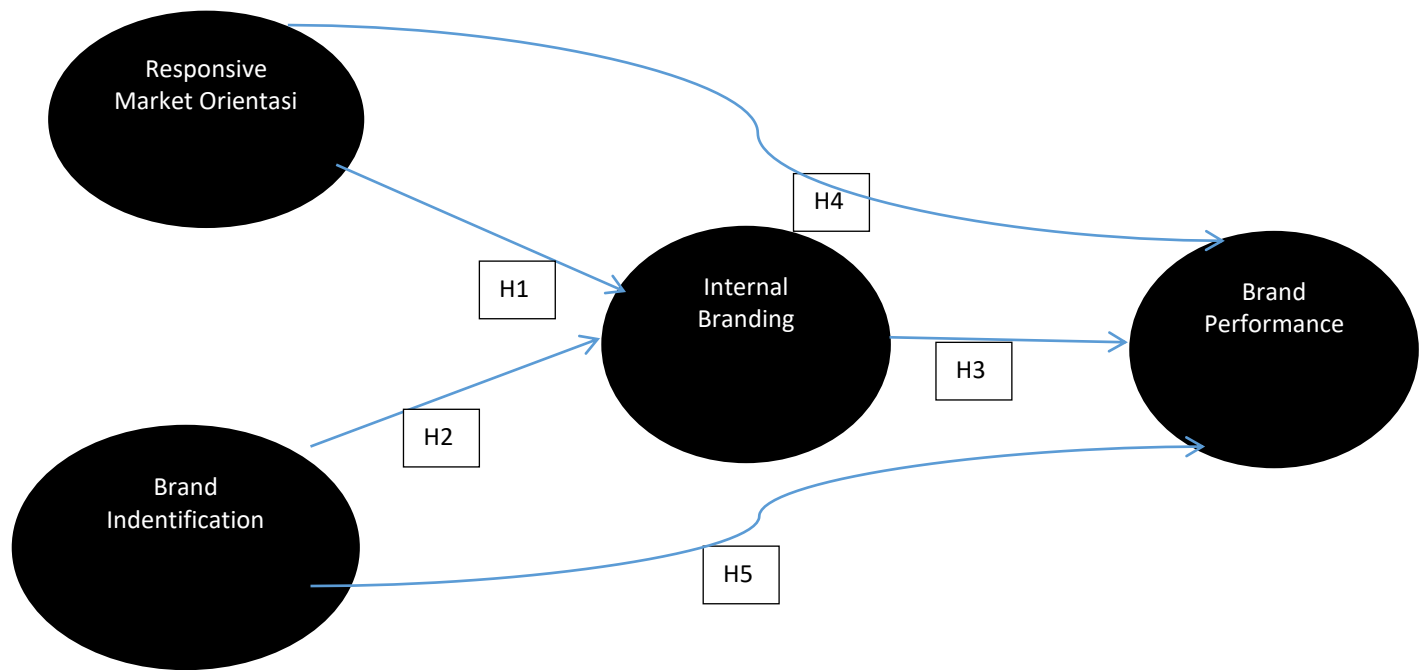 Responsive
Market Orientasi
H4
H1
Internal
Branding
Brand
Performance
H3
H2
Brand
Indentification
H5